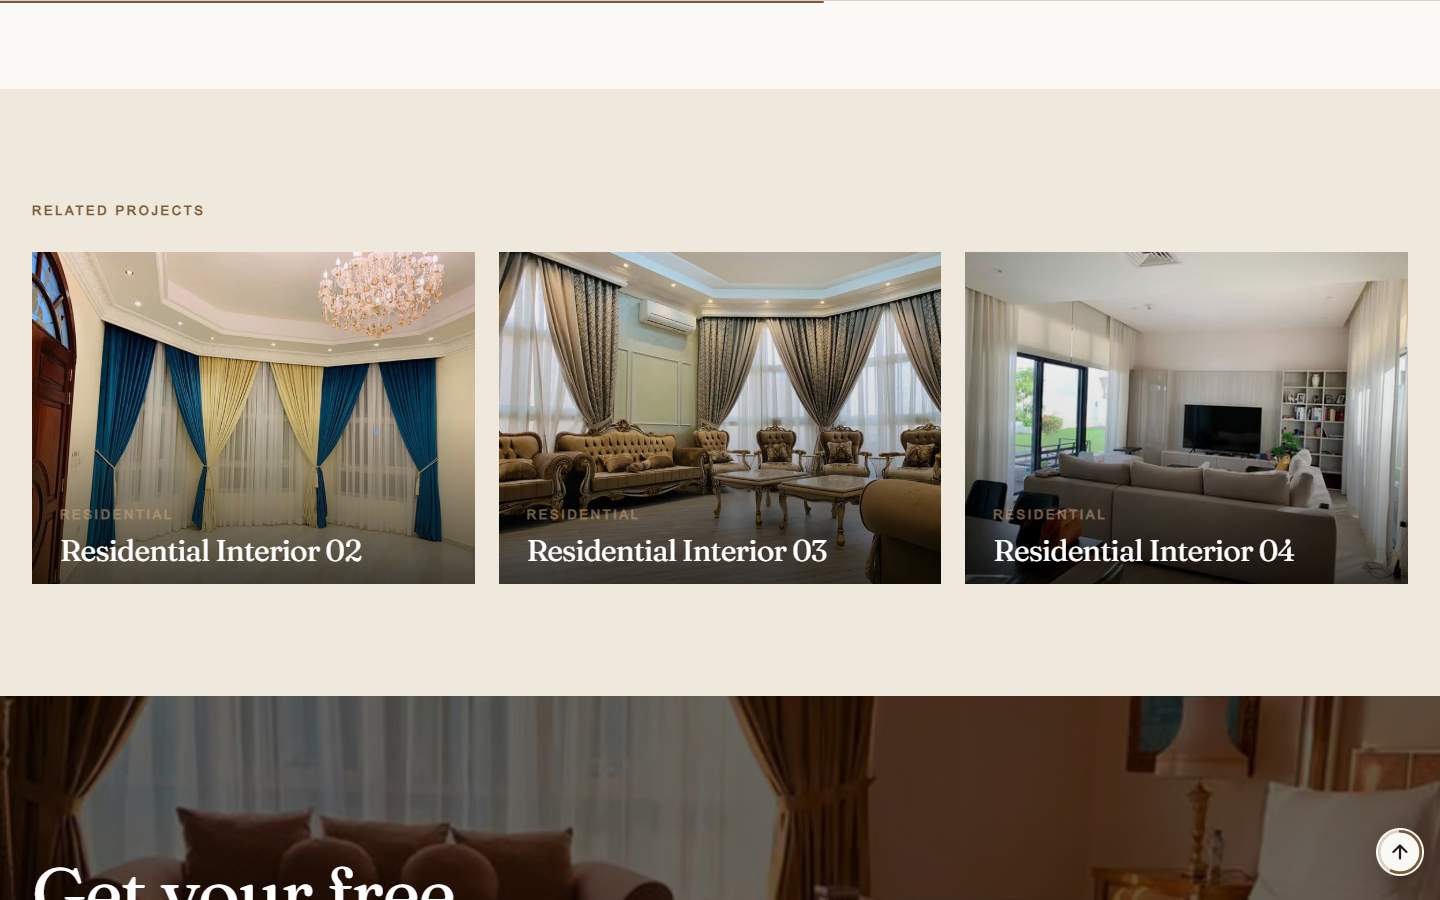 RELATED PROJECTS
RESIDENTIAL
Residential Interior 02
RESIDENTIAL
Residential Interior 03
RESIDENTIAL
Residential Interior 04
Get your free